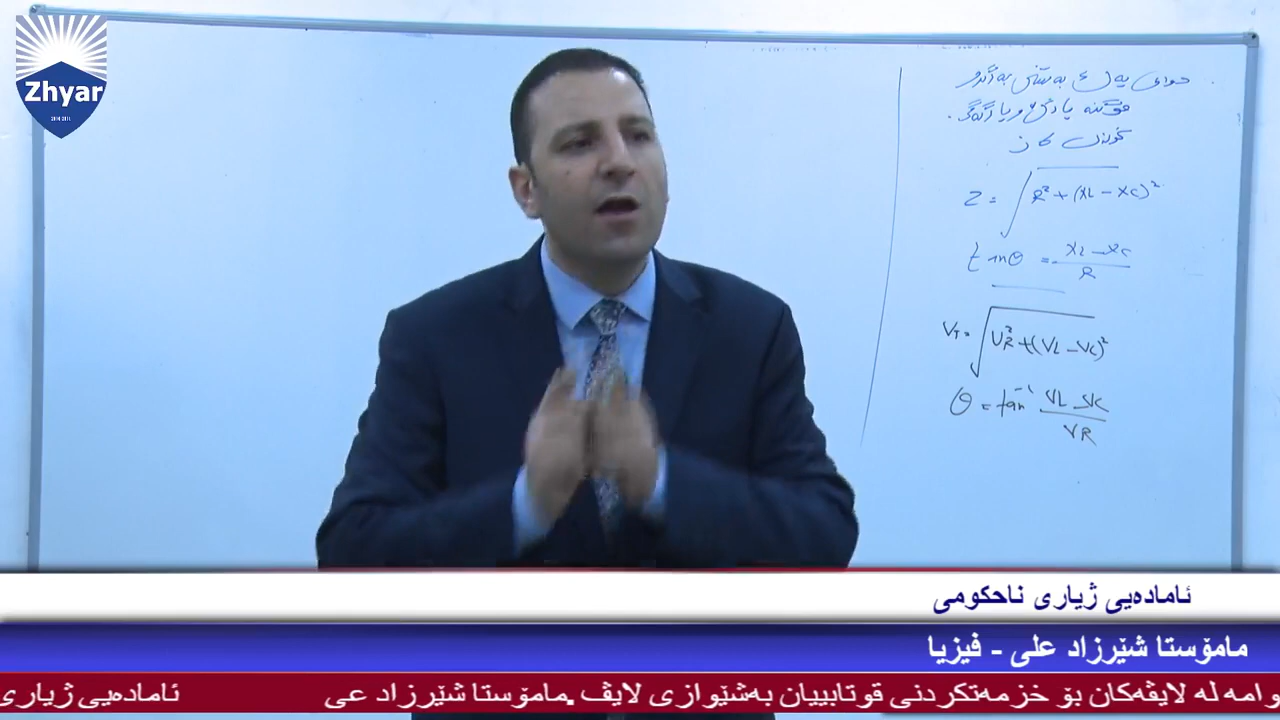 Zhyar
Z = √R² + (XL − XC)²
tanθ = XL − XC / R
VT = √VR² + (VL − VC)²
θ = tan⁻¹ VL − VC / VR
ئامادەیی ژیاری ناحکومی
مامۆستا شێرزاد علی - فیزیا
وامە لە لایڤەکان بۆ خزمەتکردنی قوتابییان بەشێوازی لایڤ .مامۆستا شێرزاد عی ئامادەیی ژیاری